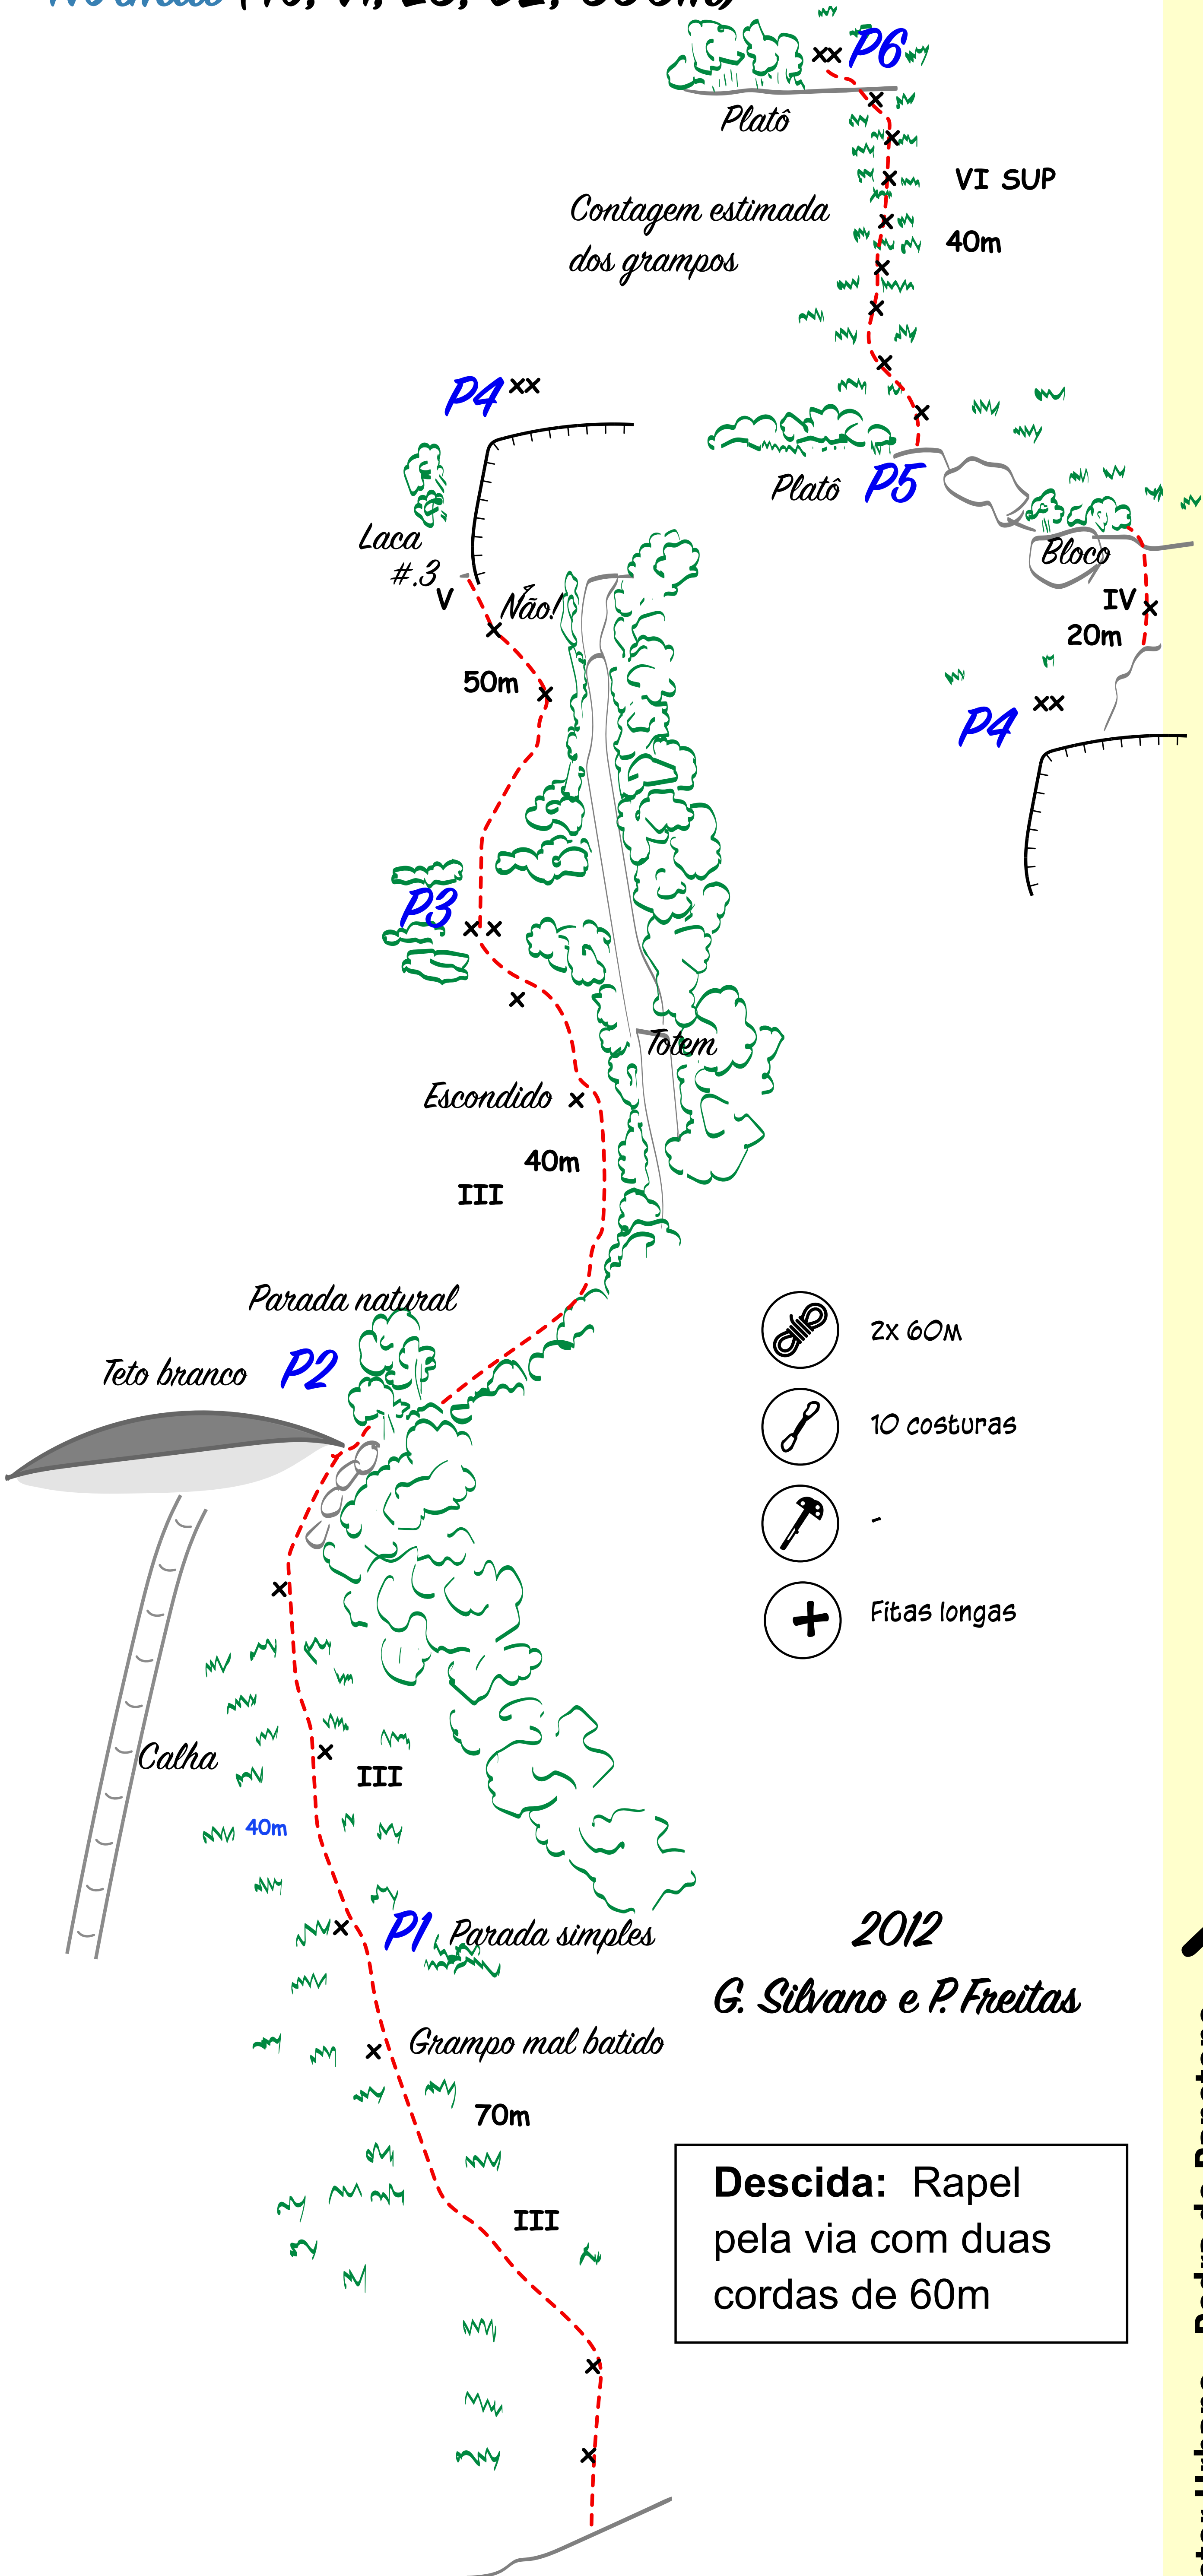 P6
Platô
VI SUP
Contagem estimada
dos grampos
40m
P4
Platô
P5
Laca
#.3
V
Não!
Bloco
IV
20m
50m
P4
P3
Totem
Escondido
40m
III
Parada natural
Teto branco
P2
2x 60m
10 costuras
-
Fitas longas
Calha
III
40m
P1
Parada simples
2012
G. Silvano e P. Freitas
Grampo mal batido
70m
III
Descida: Rapel
pela via com duas
cordas de 60m